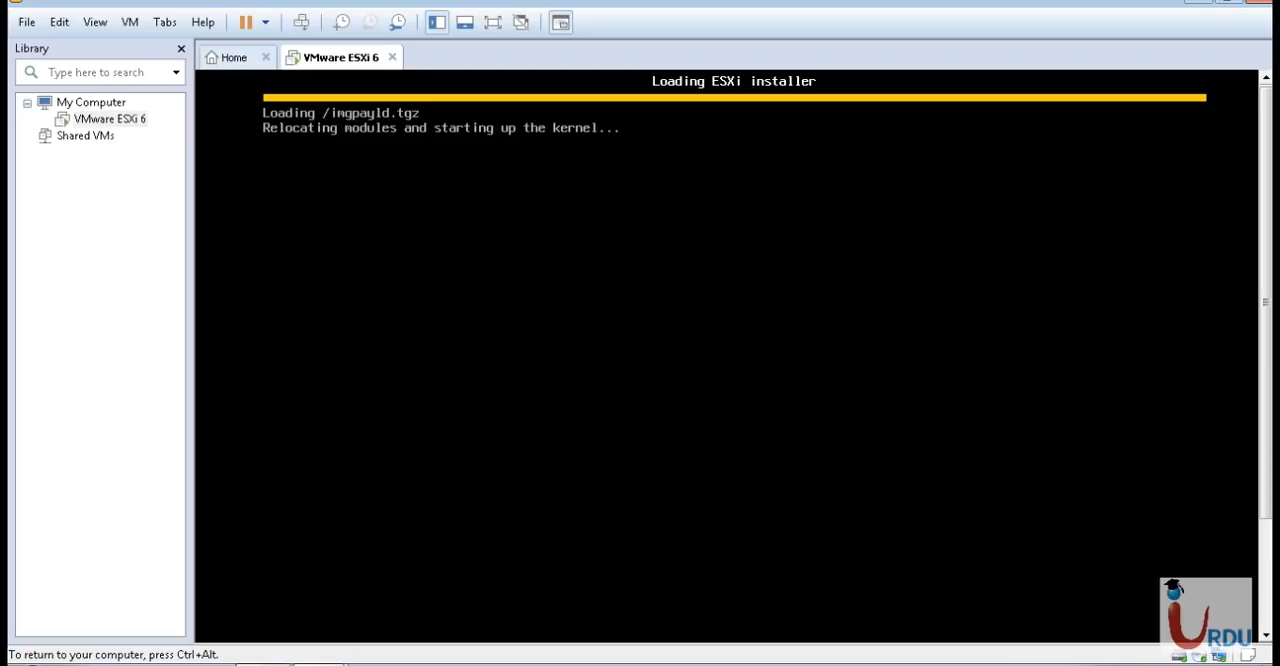 File Edit View VM Tabs Help
Library
Type here to search
My Computer
VMware ESXi 6
Shared VMs
Home
VMware ESXi 6
Loading ESXi installer
Loading /imgpayld.tgz
Relocating modules and starting up the kernel...
iURDU
To return to your computer, press Ctrl+Alt.